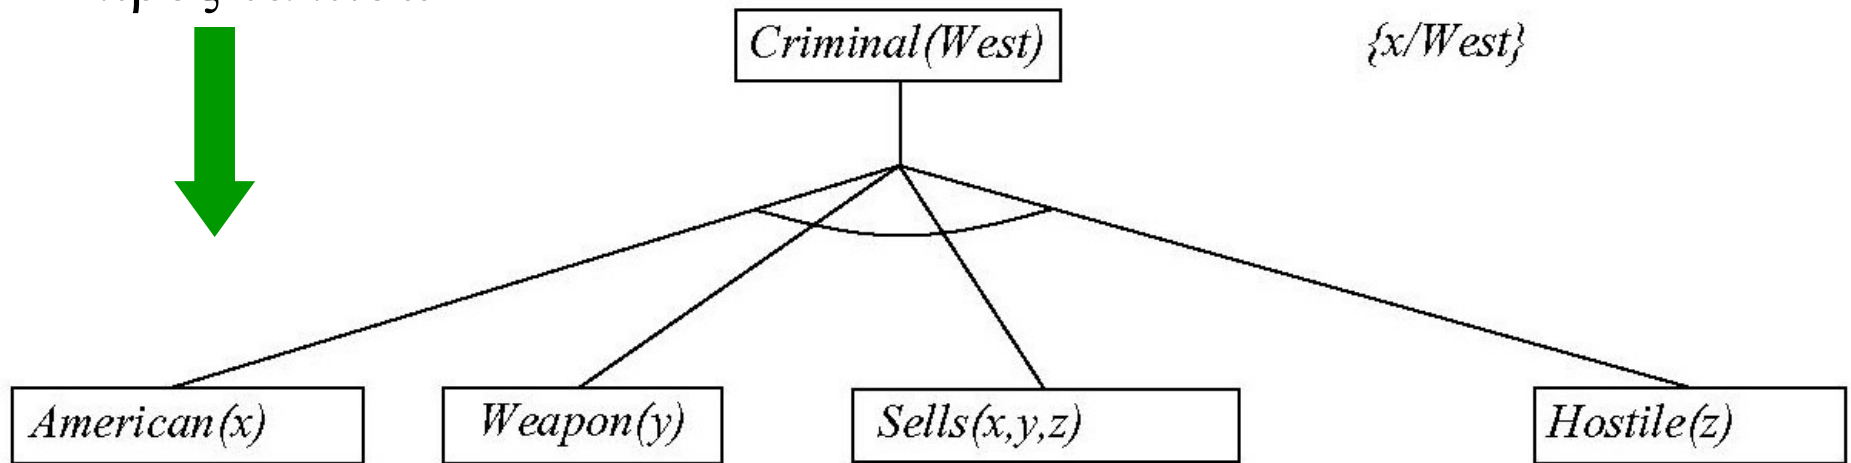 Criminal(West)
{x/West}
American(x)
Weapon(y)
Sells(x,y,z)
Hostile(z)